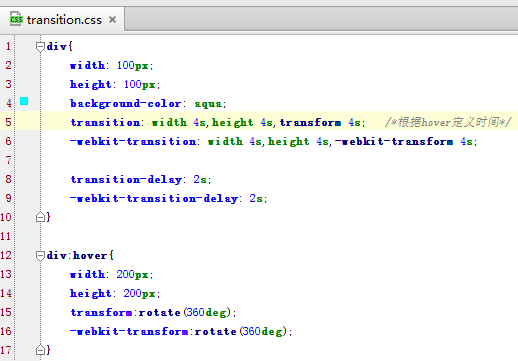 transition.css
1 div{
2 width: 100px;
3 height: 100px;
4 background-color: aqua;
5 transition: width 4s,height 4s,transform 4s; /*根据hover定义时间*/
6 -webkit-transition: width 4s,height 4s,-webkit-transform 4s;
7
8 transition-delay: 2s;
9 -webkit-transition-delay: 2s;
10 }
11
12 div:hover{
13 width: 200px;
14 height: 200px;
15 transform:rotate(360deg);
16 -webkit-transform:rotate(360deg);
17 }